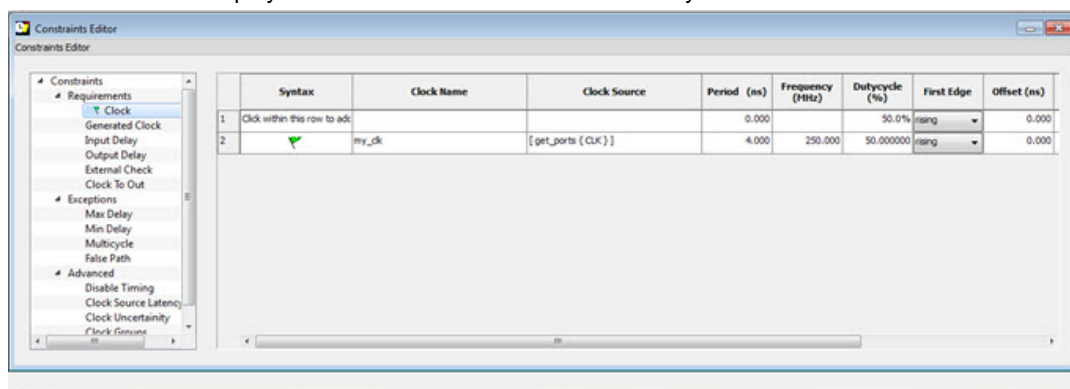 Constraints Editor
Constraints Editor
Constraints
Requirements
Clock
Generated Clock
Input Delay
Output Delay
External Check
Clock To Out
Exceptions
Max Delay
Min Delay
Multicycle
False Path
Advanced
Disable Timing
Clock Source Latency
Clock Uncertainity
Clock Groups
Syntax Clock Name Clock Source Period (ns) Frequency (MHz) Dutycycle (%) First Edge Offset (ns)
1 Click within this row to add 0.000 50.0% rising 0.000
2 my_clk [ get_ports { CLK } ] 4.000 250.000 50.000000 rising 0.000